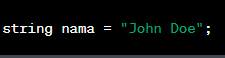 string nama = "John Doe";